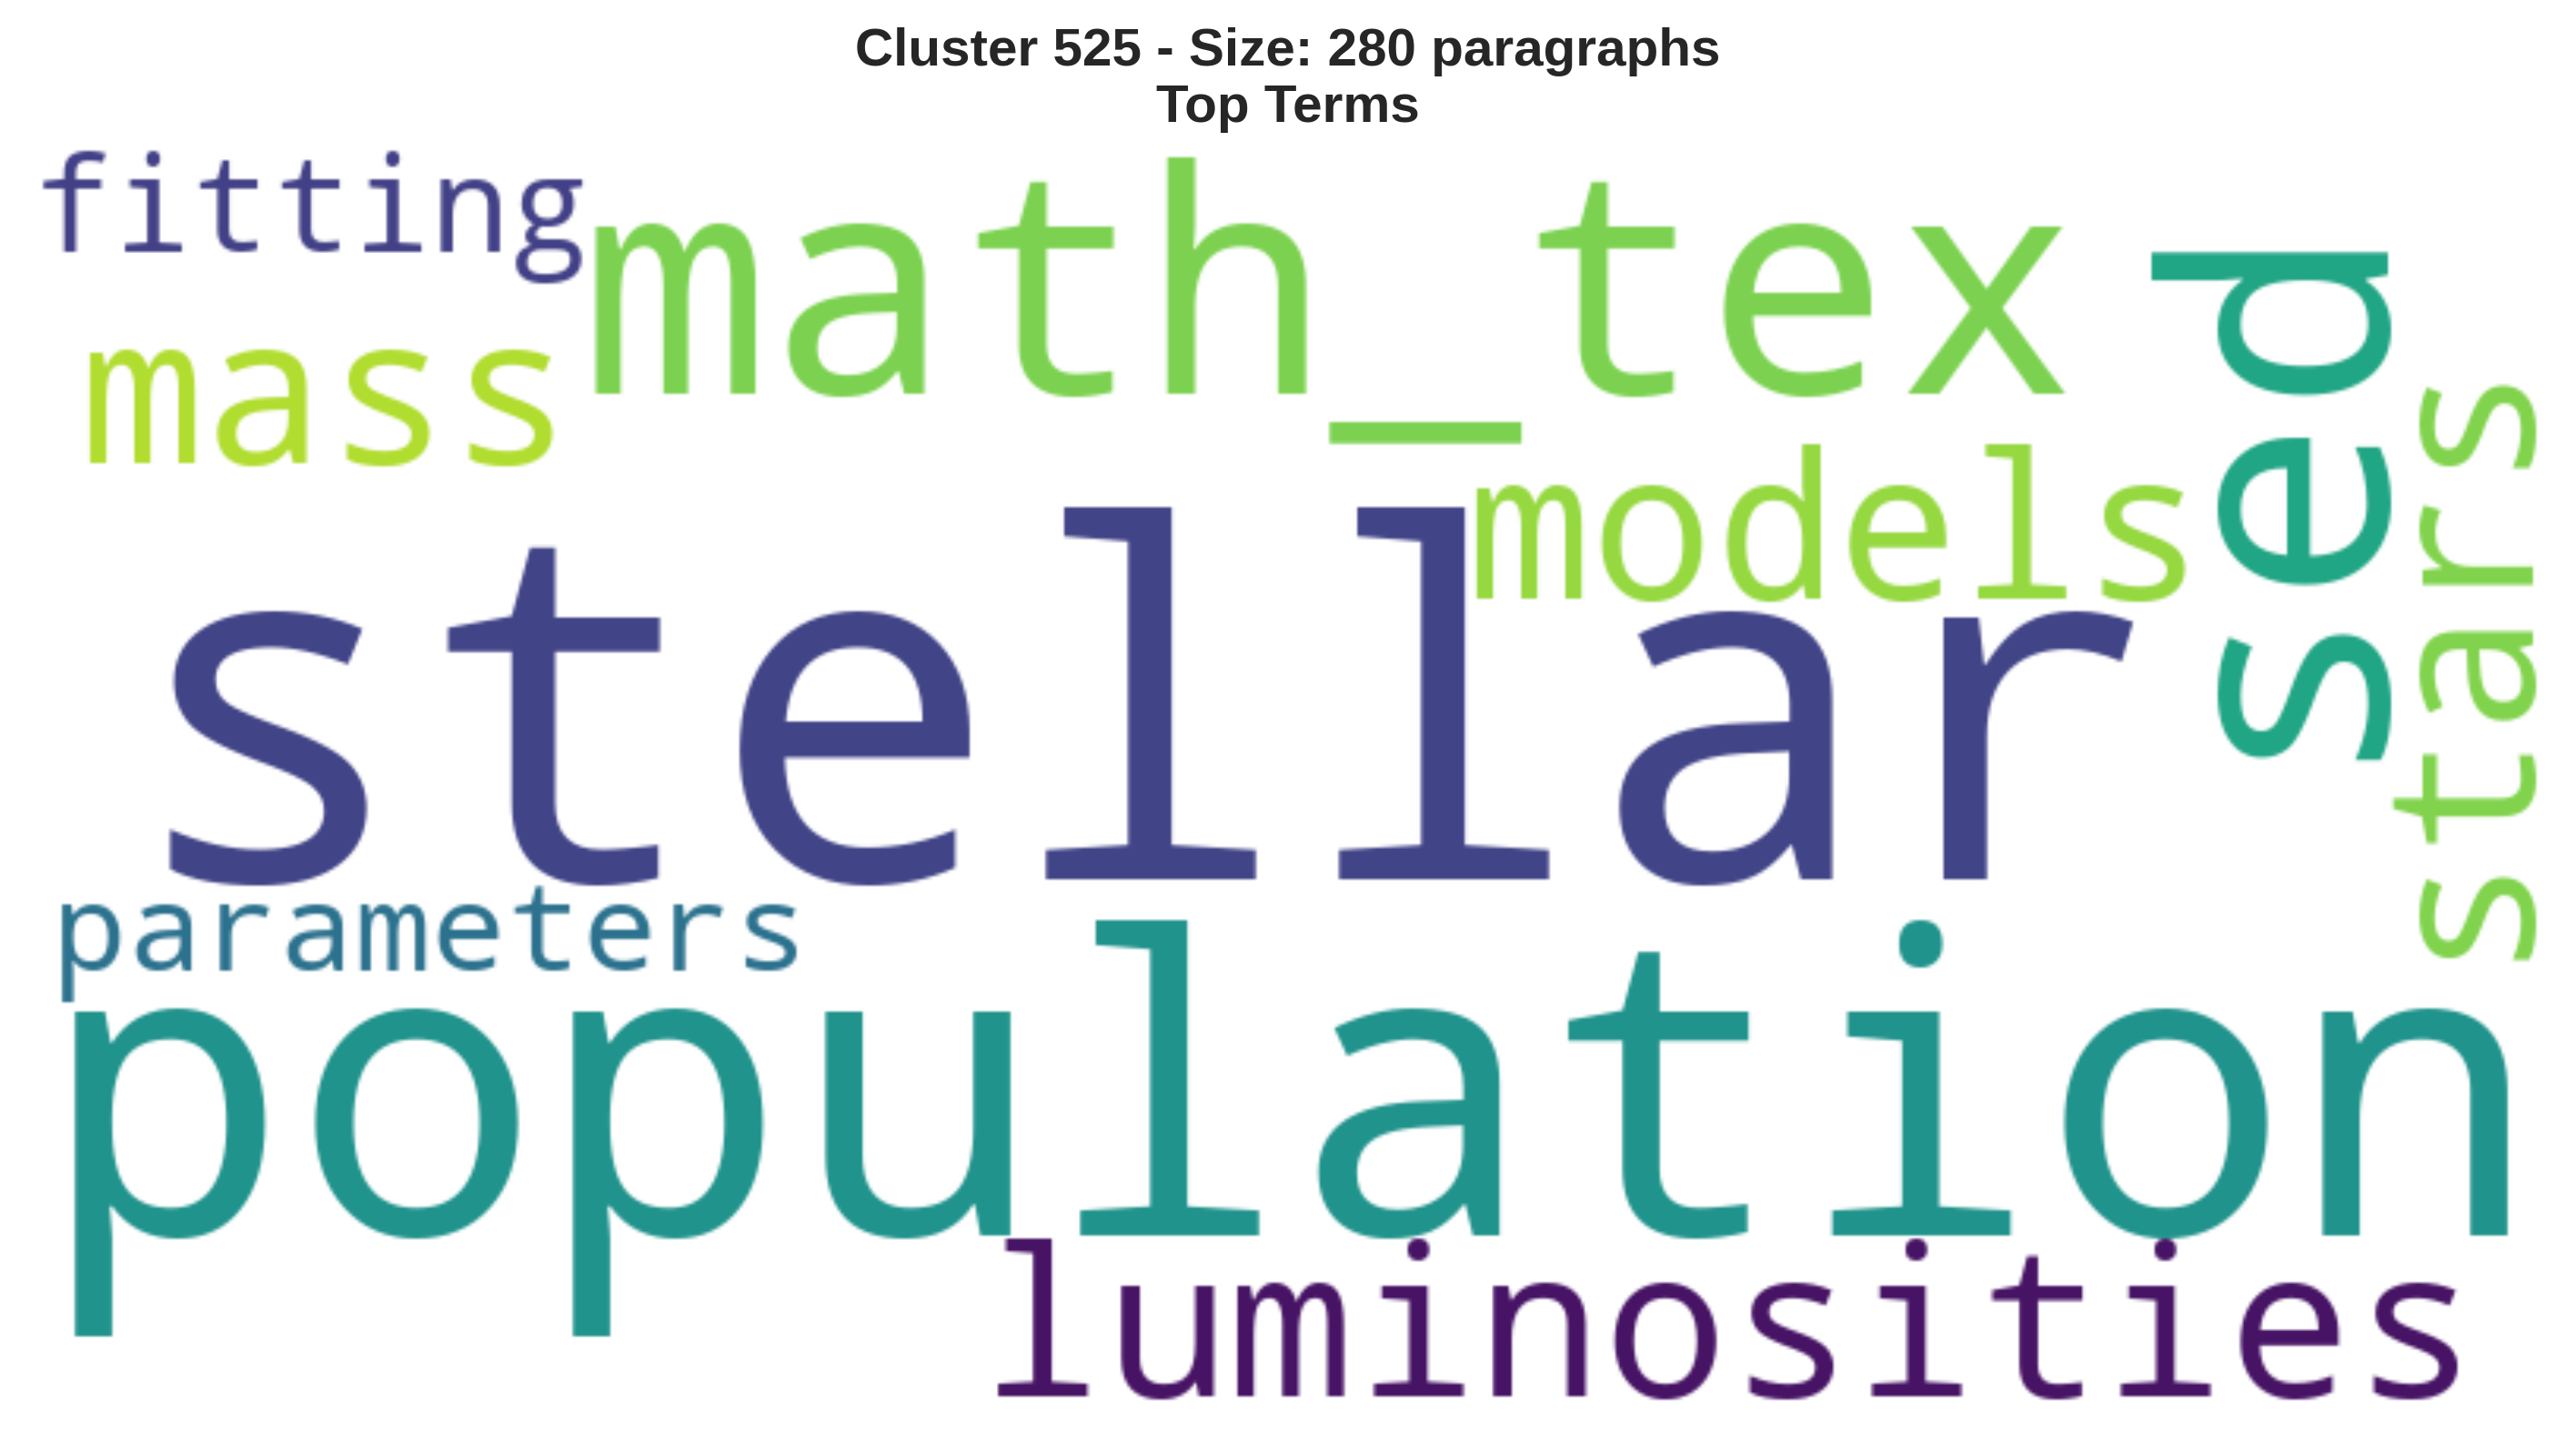 Cluster 525 - Size: 280 paragraphs
Top Terms
fitting
math_tex
mass
models
sed
stars
stellar
parameters
population
luminosities